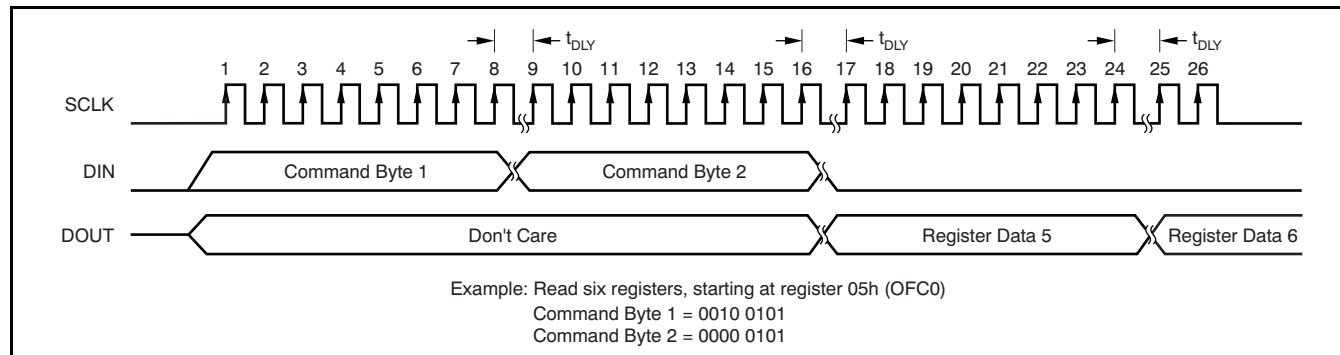 tDLY tDLY tDLY
1 2 3 4 5 6 7 8 9 10 11 12 13 14 15 16 17 18 19 20 21 22 23 24 25 26
SCLK
DIN Command Byte 1 Command Byte 2
DOUT Don't Care Register Data 5 Register Data 6
Example: Read six registers, starting at register 05h (OFC0)
Command Byte 1 = 0010 0101
Command Byte 2 = 0000 0101